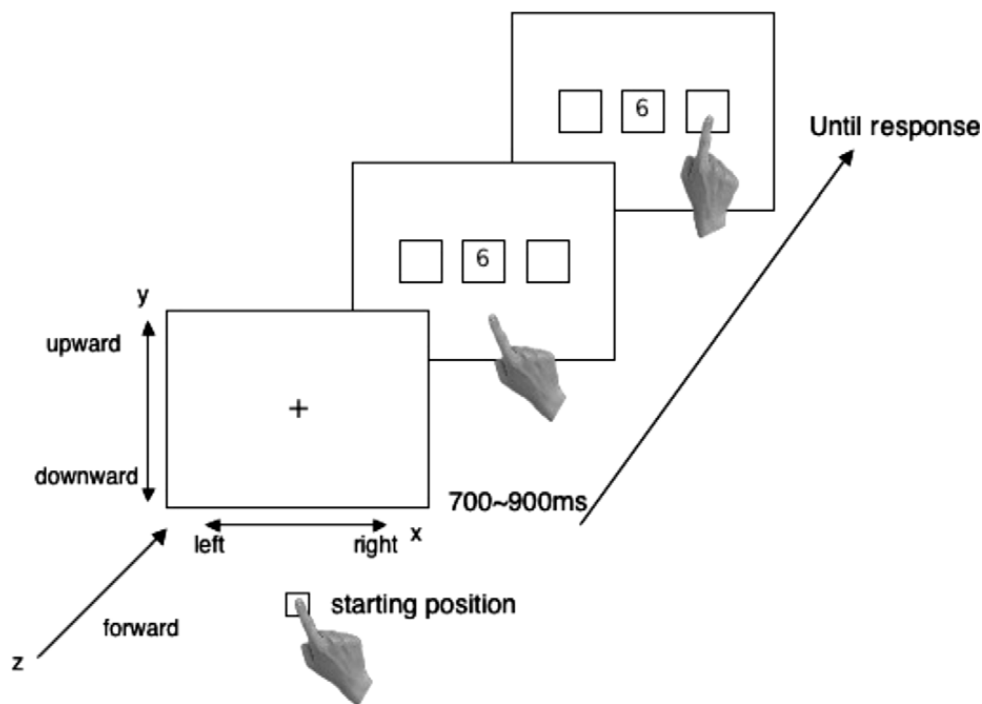 6
Until response
6
y
upward
+
downward
700~900ms
left
right x
starting position
forward
z